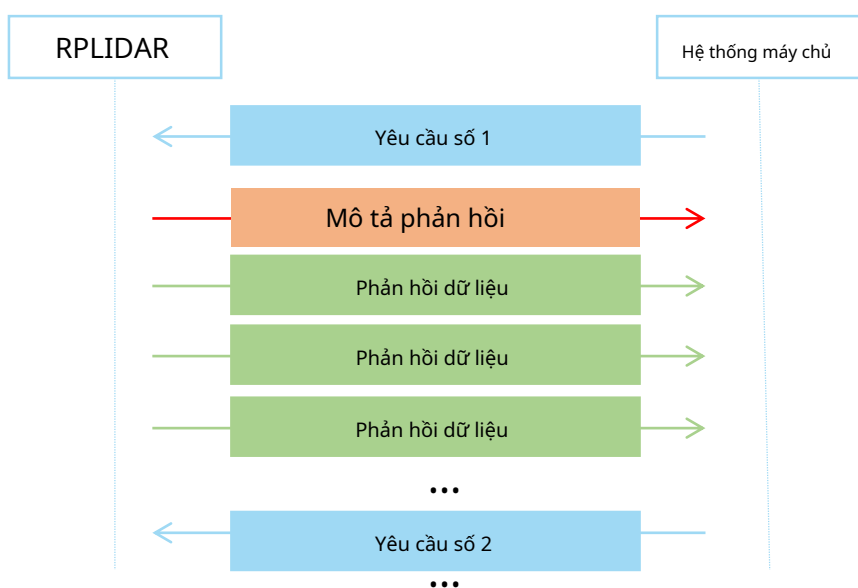 RPLIDAR
Hệ thống máy chủ
Yêu cầu số 1
Mô tả phản hồi
Phản hồi dữ liệu
Phản hồi dữ liệu
Phản hồi dữ liệu
...
Yêu cầu số 2
...